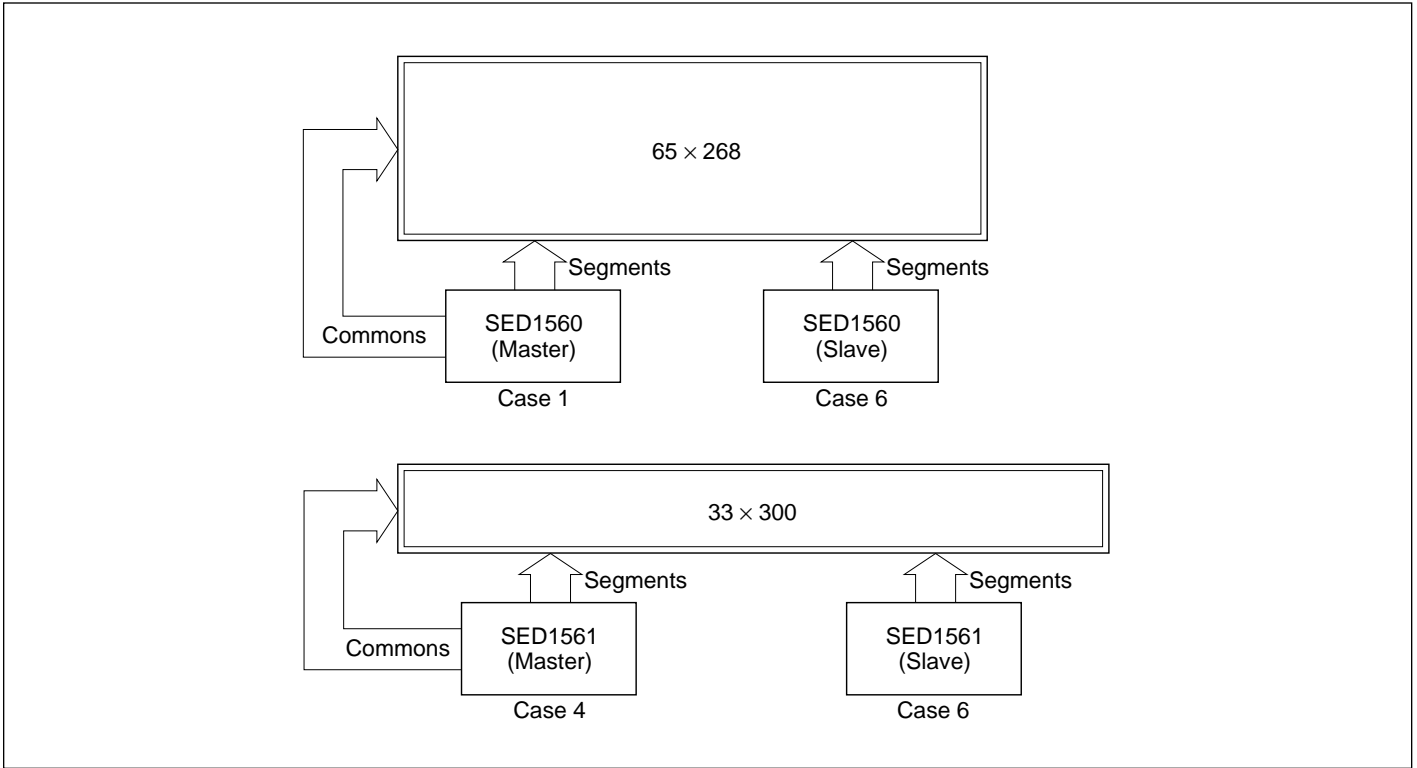 65 × 268
Segments
Segments
Commons
SED1560
(Master)
SED1560
(Slave)
Case 1
Case 6
33 × 300
Segments
Segments
Commons
SED1561
(Master)
SED1561
(Slave)
Case 4
Case 6